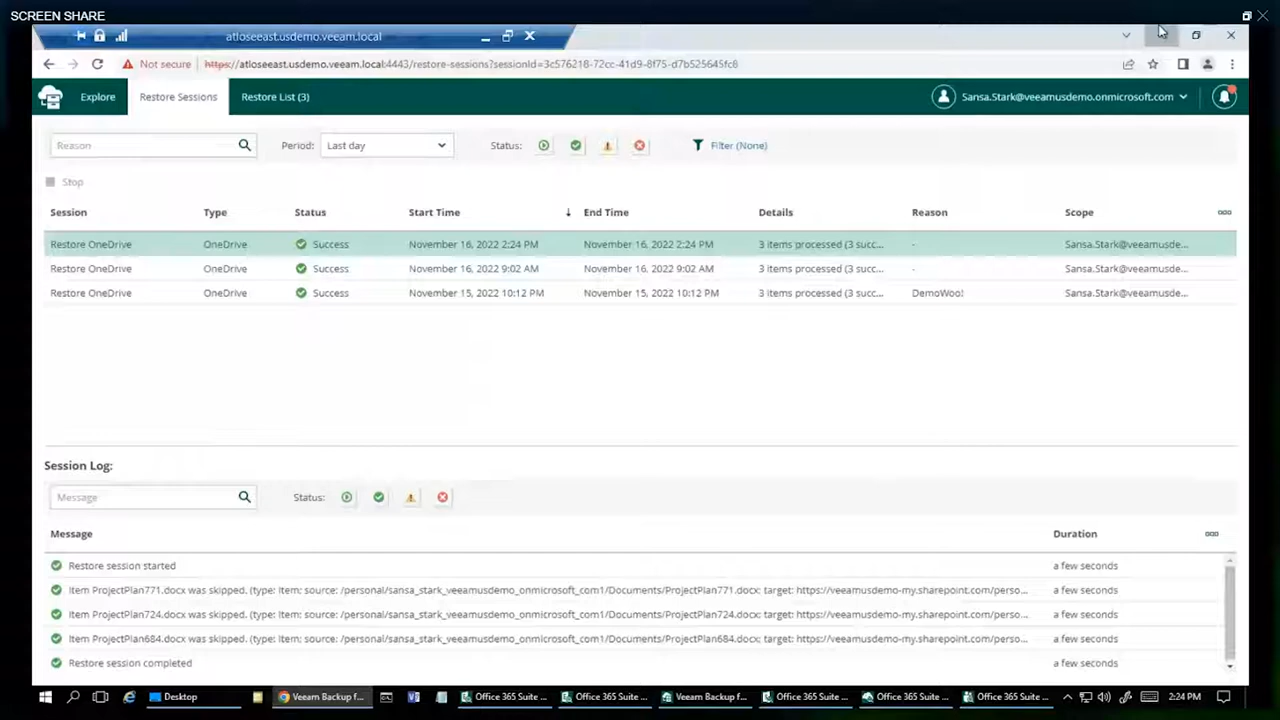 SCREEN SHARE
atloseeast.usdemo.veeam.local
Not secure https://atloseeast.usdemo.veeam.local:4443/restore-sessions?sessionId=3c576218-72cc-41d9-8f75-d7b525645fc8
Explore Restore Sessions Restore List (3) Sansa.Stark@veeamusdemo.onmicrosoft.com
Reason Period: Last day Status: Filter (None)
Stop
Session Type Status Start Time End Time Details Reason Scope
Restore OneDrive OneDrive Success November 16, 2022 2:24 PM November 16, 2022 2:24 PM 3 items processed (3 succ... - Sansa.Stark@veeamusde...
Restore OneDrive OneDrive Success November 16, 2022 9:02 AM November 16, 2022 9:02 AM 3 items processed (3 succ... - Sansa.Stark@veeamusde...
Restore OneDrive OneDrive Success November 15, 2022 10:12 PM November 15, 2022 10:12 PM 3 items processed (3 succ... DemoWoo! Sansa.Stark@veeamusde...
Session Log:
Message Status:
Message Duration
Restore session started a few seconds
Item ProjectPlan771.docx was skipped. (type: Item: source: /personal/sansa_stark_veeamusdemo_onmicrosoft_com1/Documents/ProjectPlan771.docx: target: https://veeamusdemo-my.sharepoint.com/perso... a few seconds
Item ProjectPlan724.docx was skipped. (type: Item: source: /personal/sansa_stark_veeamusdemo_onmicrosoft_com1/Documents/ProjectPlan724.docx: target: https://veeamusdemo-my.sharepoint.com/perso... a few seconds
Item ProjectPlan684.docx was skipped. (type: Item: source: /personal/sansa_stark_veeamusdemo_onmicrosoft_com1/Documents/ProjectPlan684.docx: target: https://veeamusdemo-my.sharepoint.com/perso... a few seconds
Restore session completed a few seconds
Desktop Veeam Backup f... Office 365 Suite ... Office 365 Suite ... Veeam Backup f... Office 365 Suite ... Office 365 Suite ... Office 365 Suite ... 2:24 PM